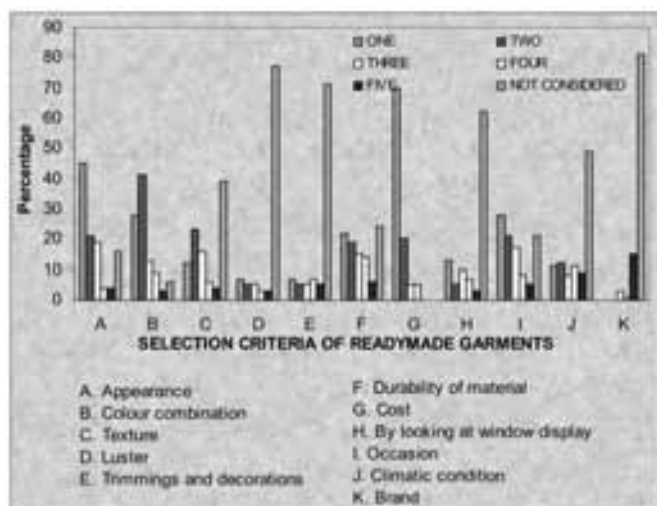 90
80
70
60
50
40
30
20
10
0
Percentage
ONE
TWO
THREE
FOUR
FIVE
NOT CONSIDERED
A B C D E F G H I J K
SELECTION CRITERIA OF READYMADE GARMENTS
A. Appearance
B. Colour combination
C. Texture
D. Luster
E. Trimmings and decorations
F. Durability of material
G. Cost
H. By looking at window display
I. Occasion
J. Climatic condition
K. Brand